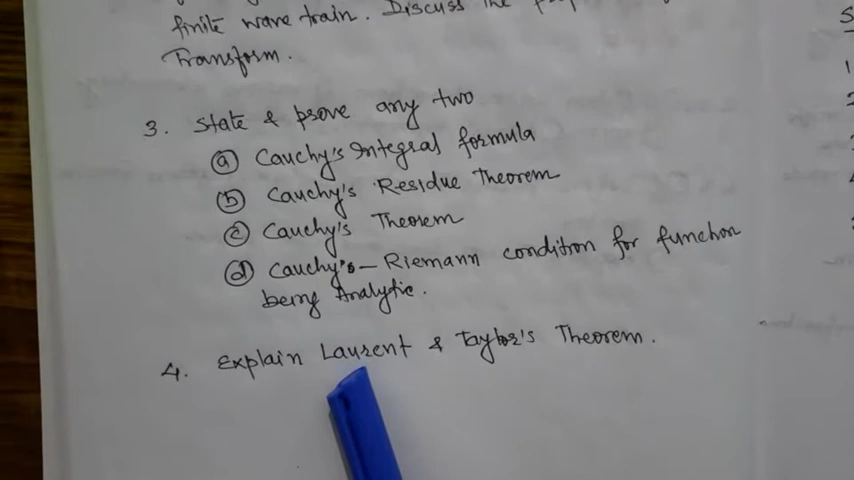 finite wave train. Discuss the
Transform.
3. State & prove any two
(a) Cauchy's Integral formula
(b) Cauchy's Residue Theorem
(c) Cauchy's Theorem
(d) Cauchy's - Riemann condition for function
being Analytic.
4. Explain Laurent & Taylor's Theorem.